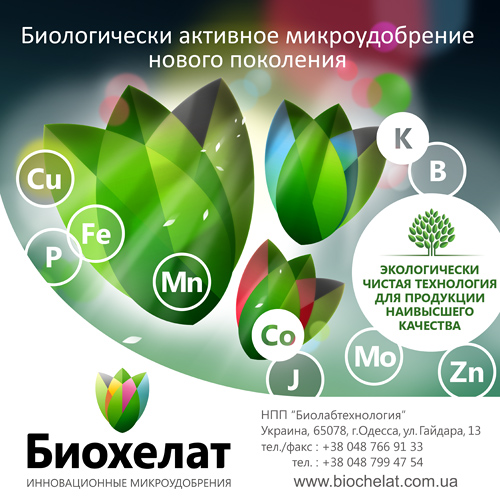 Биологически активное микроудобрение
нового поколения
K
B
Cu
Fe
P
Mn
ЭКОЛОГИЧЕСКИ
ЧИСТАЯ ТЕХНОЛОГИЯ
ДЛЯ ПРОДУКЦИИ
НАИВЫСШЕГО
КАЧЕСТВА
Co
Mo
Zn
J
НПП "Биолабтехнология"
Украина, 65078, г.Одесса, ул. Гайдара, 13
тел./факс : +38 048 766 91 33
тел. : +38 048 799 47 54
www.biochelat.com.ua
Биохелат
ИННОВАЦИОННЫЕ МИКРОУДОБРЕНИЯ